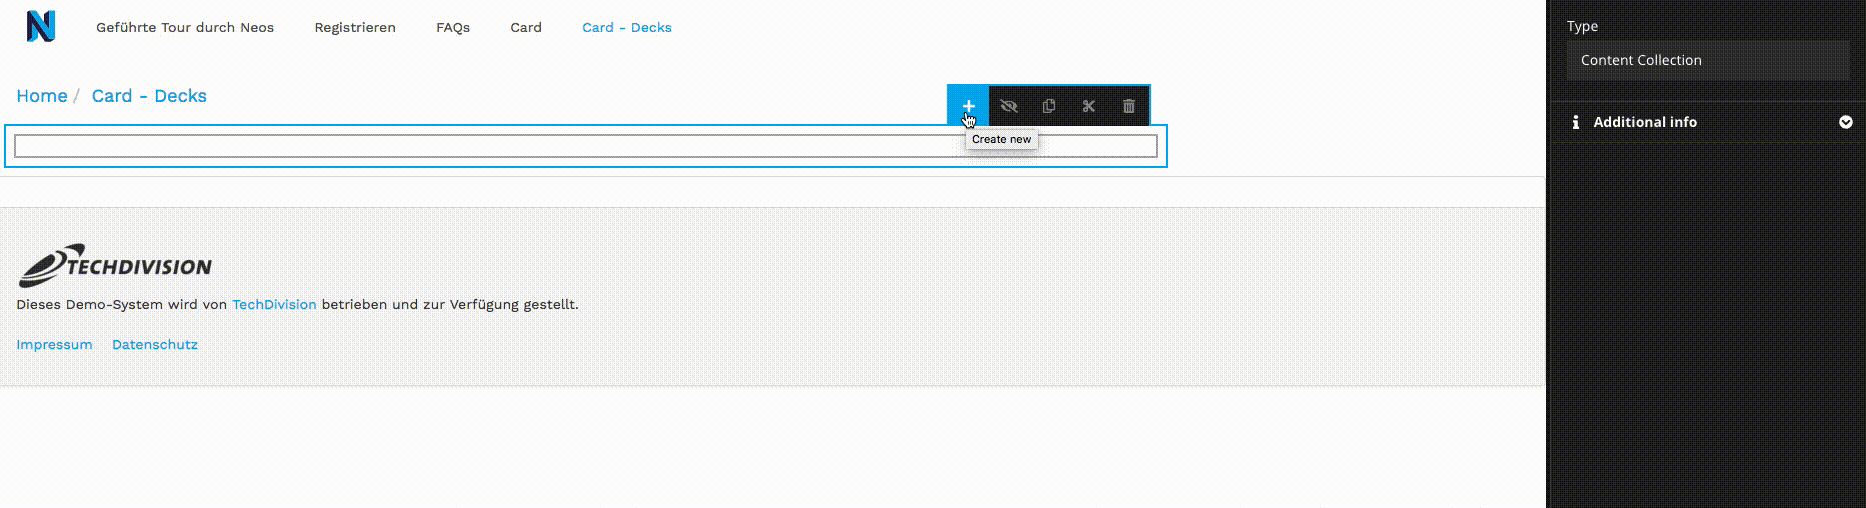 Geführte Tour durch Neos Registrieren FAQs Card Card - Decks
Home / Card - Decks
Create new
TECHDIVISION
Dieses Demo-System wird von TechDivision betrieben und zur Verfügung gestellt.
Impressum Datenschutz
Type
Content Collection
Additional info